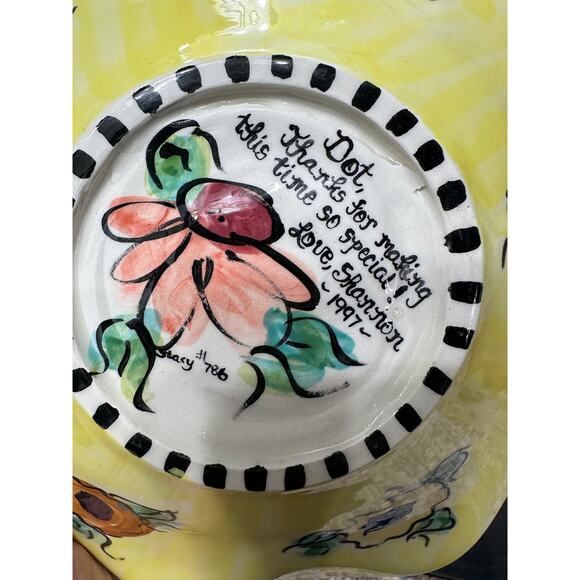 Dot,
Thanks for making
this time so special!
Love, Shannon
~1997~
Stacy #786